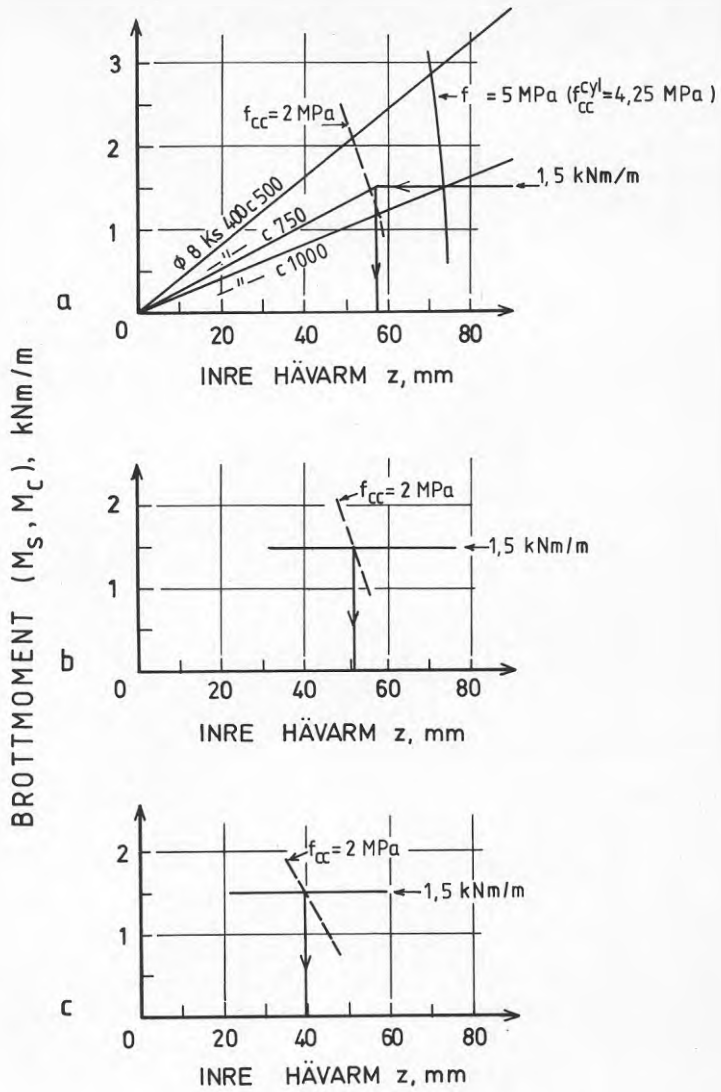 BROTTMOMENT (M_S, M_C), kNm/m
3
2
1
0
f_cc = 2 MPa
f = 5 MPa (f_cc^cyl = 4,25 MPa)
1,5 kNm/m
ϕ 8 Ks 400 c 500
–"– c 750
–"– c 1000
a
20 40 60 80
INRE HÄVARM z, mm
2
1
0
f_cc = 2 MPa
1,5 kNm/m
b
20 40 60 80
INRE HÄVARM z, mm
2
1
0
f_cc = 2 MPa
1,5 kNm/m
c
20 40 60 80
INRE HÄVARM z, mm